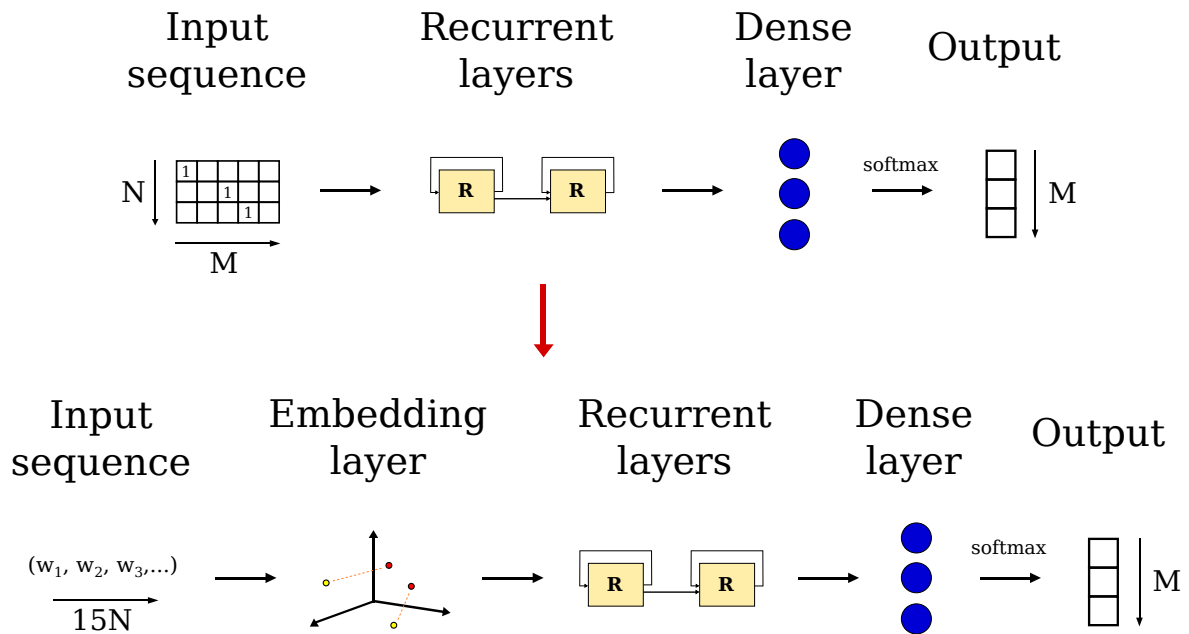 Input
sequence
Recurrent
layers
Dense
layer
Output
N
1
1
1
M
R
R
softmax
M
Input
sequence
Embedding
layer
Recurrent
layers
Dense
layer
Output
(w₁, w₂, w₃,...)
15N
R
R
softmax
M